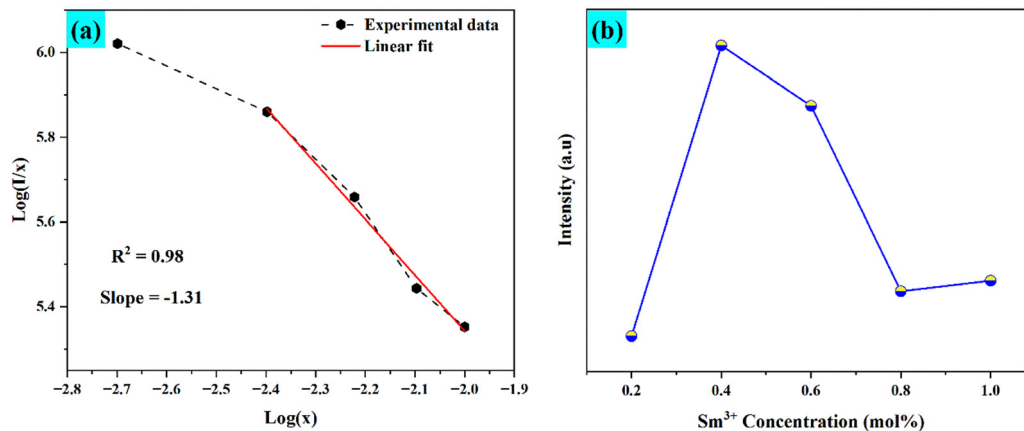 (a)
Experimental data
Linear fit
Log(I/x)
6.0
5.8
5.6
5.4
R² = 0.98
Slope = -1.31
−2.8 −2.7 −2.6 −2.5 −2.4 −2.3 −2.2 −2.1 −2.0 −1.9
Log(x)
(b)
Intensity (a.u)
0.2 0.4 0.6 0.8 1.0
Sm³⁺ Concentration (mol%)